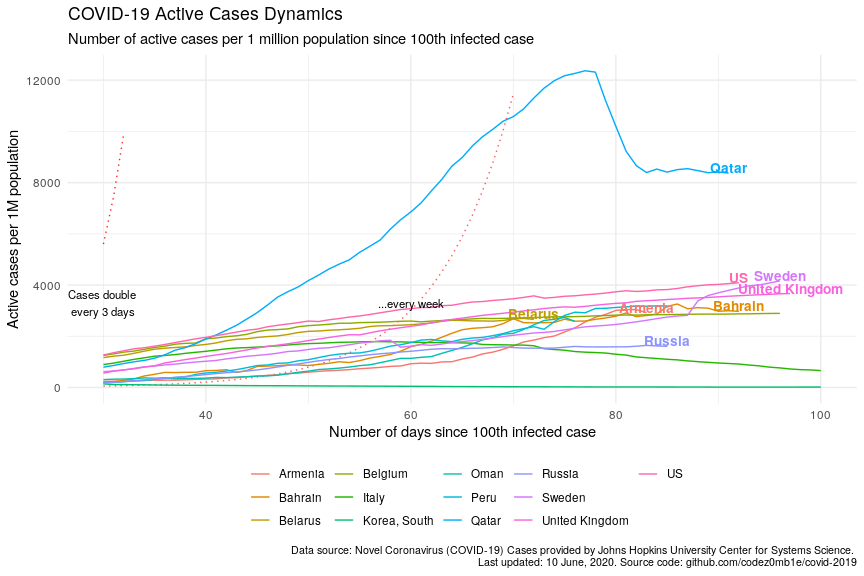 COVID-19 Active Cases Dynamics
Number of active cases per 1 million population since 100th infected case
Active cases per 1M population
12000
8000
4000
0
Cases double
every 3 days
...every week
Qatar
US
Sweden
United Kingdom
Belarus
Armenia
Bahrain
Russia
40
60
80
100
Number of days since 100th infected case
Armenia
Belgium
Oman
Russia
US
Bahrain
Italy
Peru
Sweden
Belarus
Korea, South
Qatar
United Kingdom
Data source: Novel Coronavirus (COVID-19) Cases provided by Johns Hopkins University Center for Systems Science.
Last updated: 10 June, 2020. Source code: github.com/codez0mb1e/covid-2019